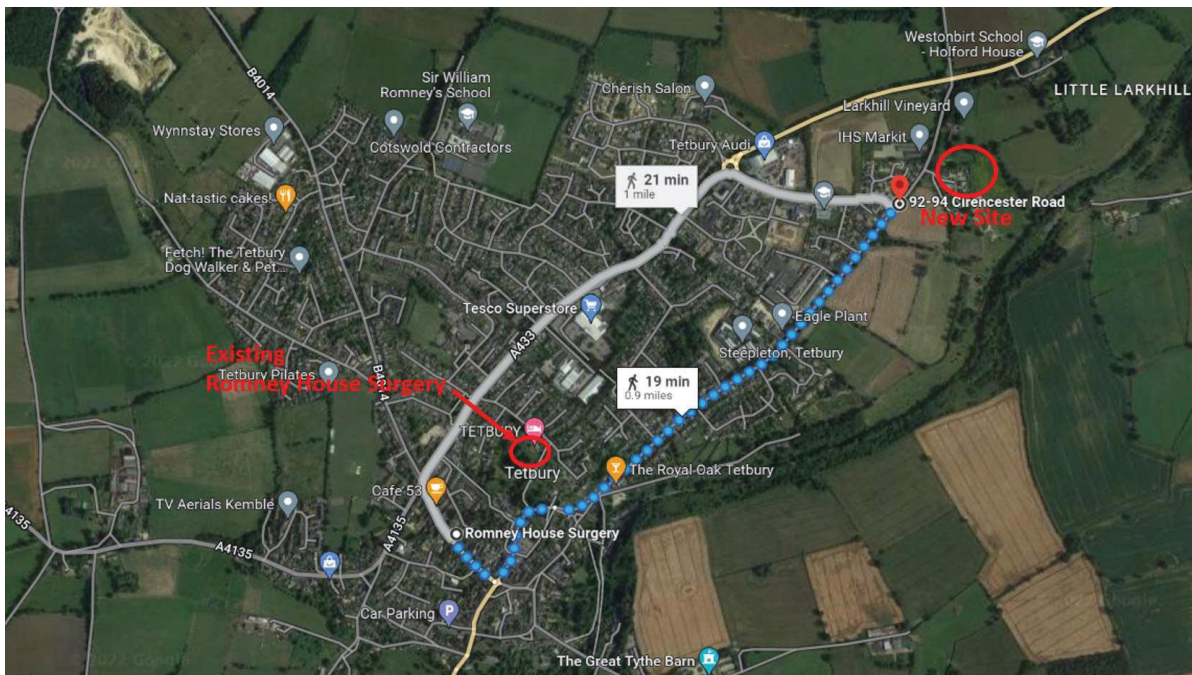 Westonbirt School
- Holford House
B4014
Sir William
Romney's School
Cherish Salon
LITTLE LARKHILL
Larkhill Vineyard
Wynnstay Stores
Cotswold Contractors
Tetbury Audi
IHS Markit
21 min
1 mile
Nat-tastic cakes!
92-94 Cirencester Road
New Site
Fetch! The Tetbury
Dog Walker & Pet...
Tesco Superstore
Eagle Plant
A433
Steepleton, Tetbury
Existing
Tetbury Pilates
Romney House Surgery
19 min
0.9 miles
TETBURY
Tetbury
The Royal Oak Tetbury
Cafe 53
TV Aerials Kemble
A4135
A4135
A4135
Romney House Surgery
Car Parking
P
The Great Tythe Barn